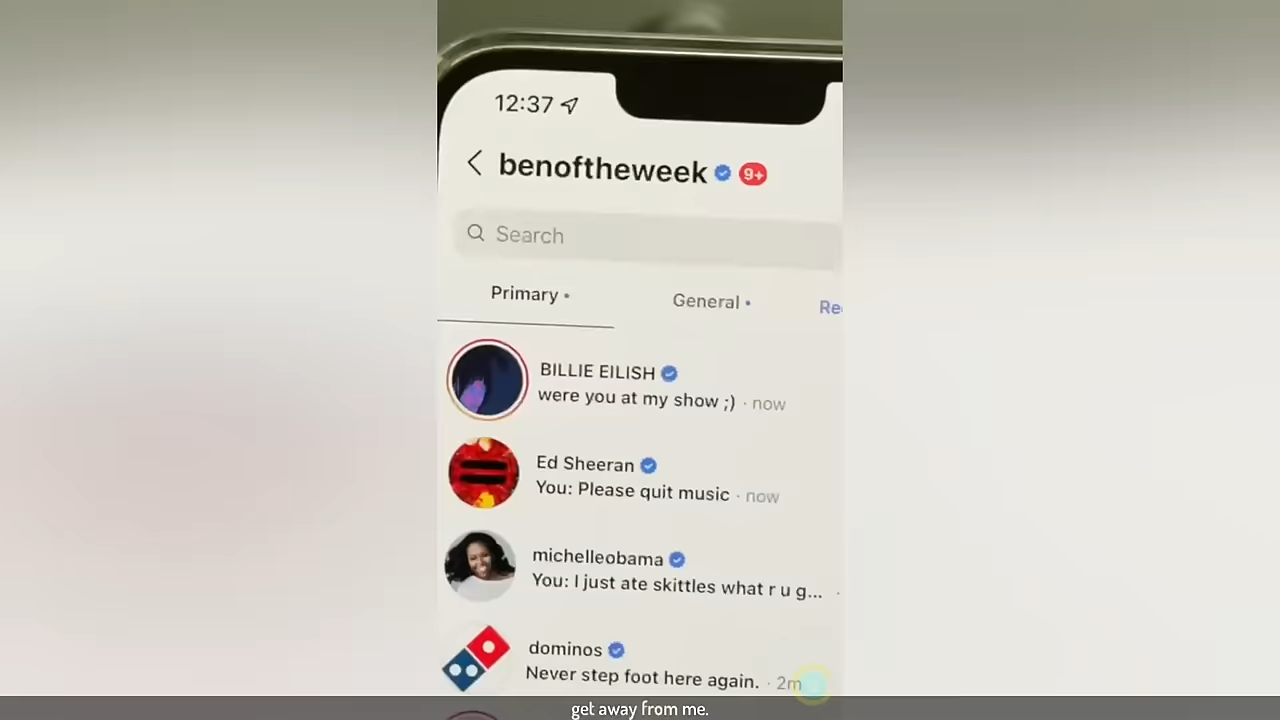 12:37
benoftheweek 9+
Search
Primary • General • Re
BILLIE EILISH
were you at my show ;) · now
Ed Sheeran
You: Please quit music · now
michelleobama
You: I just ate skittles what r u g... ·
dominos
Never step foot here again. · 2m
get away from me.